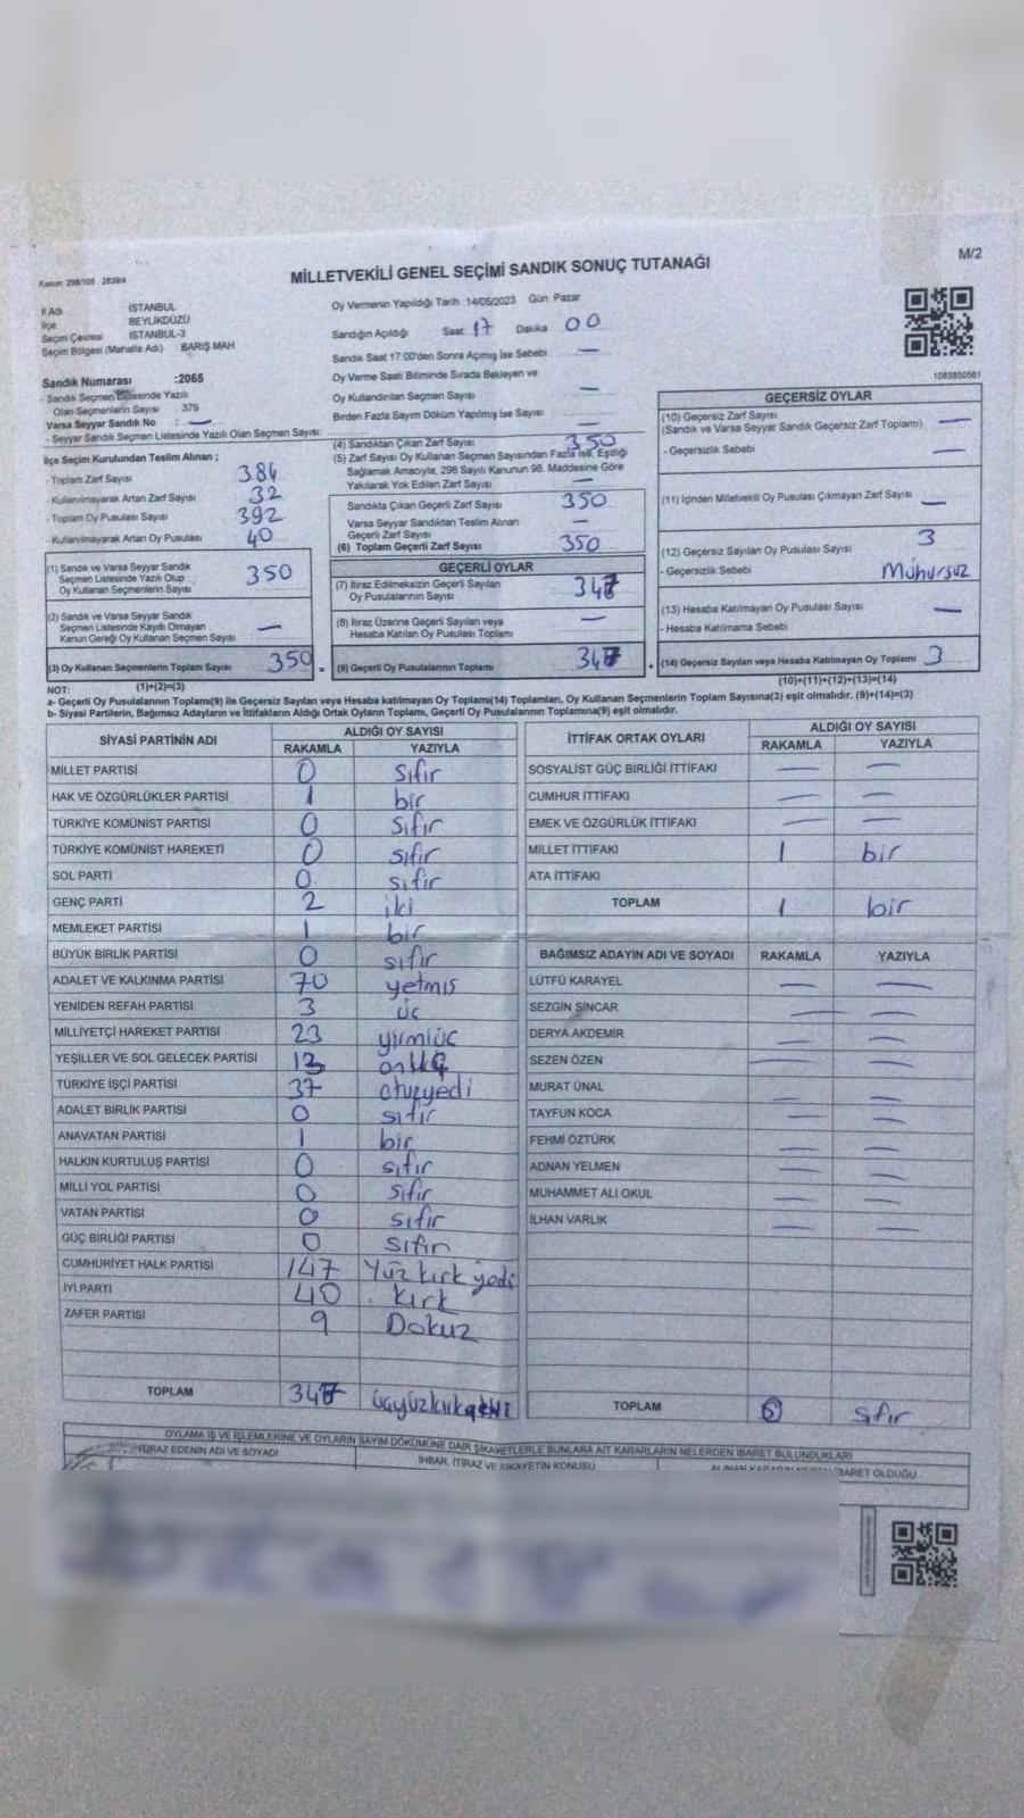 M/2
MİLLETVEKİLİ GENEL SEÇİMİ SANDIK SONUÇ TUTANAĞI
İl Adı İSTANBUL
İlçe BEYLİKDÜZÜ
Seçim Çevresi İSTANBUL-3
Seçim Bölgesi (Mahalle Adı) BARIŞ MAH
Sandık Numarası :2065
- Sandık Seçmen Listesinde Yazılı
Olan Seçmenlerin Sayısı 375
Varsa Seyyar Sandık No : —
- Seyyar Sandık Seçmen Listesinde Yazılı Olan Seçmen Sayısı:
İlçe Seçim Kurulundan Teslim Alınan ;
- Toplam Zarf Sayısı 384
- Kullanılmayarak Artan Zarf Sayısı 32
- Toplam Oy Pusulası Sayısı 392
- Kullanılmayarak Artan Oy Pusulası 40
(1) Sandık ve Varsa Seyyar Sandık
Seçmen Listesinde Yazılı Olup
Oy Kullanan Seçmenlerin Sayısı 350
(2) Sandık ve Varsa Seyyar Sandık
Seçmen Listesinde Kayıtlı Olmayan
Kanun Gereği Oy Kullanan Seçmen Sayısı —
(3) Oy Kullanan Seçmenlerin Toplam Sayısı 350
(1)+(2)=(3)
Oy Vermenin Yapıldığı Tarih 14/05/2023 Gün Pazar
Sandığın Açıldığı Saat 17 Dakika 00
Sandık Saat 17:00'den Sonra Açmış İse Sebebi —
Oy Verme Saati Bitiminde Sırada Bekleyen ve
Oy Kullandırılan Seçmen Sayısı —
Birden Fazla Sayım Döküm Yapılmış İse Sayısı —
(4) Sandıktan Çıkan Zarf Sayısı 350
(5) Zarf Sayısı Oy Kullanan Seçmen Sayısından Fazla İse, Eşitliği
Sağlamak Amacıyla, 298 Sayılı Kanunun 98. Maddesine Göre
Yakılarak Yok Edilen Zarf Sayısı —
Sandıkta Çıkan Geçerli Zarf Sayısı 350
Varsa Seyyar Sandıktan Teslim Alınan
Geçerli Zarf Sayısı —
(6) Toplam Geçerli Zarf Sayısı 350
GEÇERLİ OYLAR
(7) İtiraz Edilmeksizin Geçerli Sayılan
Oy Pusulalarının Sayısı 347
(8) İtiraz Üzerine Geçerli Sayılan veya
Hesaba Katılan Oy Pusulası Toplamı —
(9) Geçerli Oy Pusulalarının Toplamı 347
1083850561
GEÇERSİZ OYLAR
(10) Geçersiz Zarf Sayısı
(Sandık ve Varsa Seyyar Sandık Geçersiz Zarf Toplamı) —
- Geçersizlik Sebebi —
(11) İçinden Milletvekili Oy Pusulası Çıkmayan Zarf Sayısı —
(12) Geçersiz Sayılan Oy Pusulası Sayısı 3
- Geçersizlik Sebebi Mühürsüz
(13) Hesaba Katılmayan Oy Pusulası Sayısı —
- Hesaba Katılmama Sebebi
(14) Geçersiz Sayılan veya Hesaba Katılmayan Oy Toplamı 3
(10)+(11)+(12)+(13)=(14)
NOT:
a- Geçerli Oy Pusulalarının Toplamı(9) ile Geçersiz Sayılan veya Hesaba katılmayan Oy Toplamı(14) Toplamları, Oy Kullanan Seçmenlerin Toplam Sayısına(3) eşit olmalıdır. (9)+(14)=(3)
b- Siyasi Partilerin, Bağımsız Adayların ve İttifakların Aldığı Ortak Oyların Toplamı, Geçerli Oy Pusulalarının Toplamına(9) eşit olmalıdır.
SİYASİ PARTİNİN ADI ALDIĞI OY SAYISI
RAKAMLA YAZIYLA
MİLLET PARTİSİ 0 sıfır
HAK VE ÖZGÜRLÜKLER PARTİSİ 1 bir
TÜRKİYE KOMÜNİST PARTİSİ 0 sıfır
TÜRKİYE KOMÜNİST HAREKETİ 0 sıfır
SOL PARTİ 0 sıfır
GENÇ PARTİ 2 iki
MEMLEKET PARTİSİ 1 bir
BÜYÜK BİRLİK PARTİSİ 0 sıfır
ADALET VE KALKINMA PARTİSİ 70 yetmiş
YENİDEN REFAH PARTİSİ 3 üç
MİLLİYETÇİ HAREKET PARTİSİ 23 yirmiüç
YEŞİLLER VE SOL GELECEK PARTİSİ 13 onüç
TÜRKİYE İŞÇİ PARTİSİ 37 otuzyedi
ADALET BİRLİK PARTİSİ 0 sıfır
ANAVATAN PARTİSİ 1 bir
HALKIN KURTULUŞ PARTİSİ 0 sıfır
MİLLİ YOL PARTİSİ 0 sıfır
VATAN PARTİSİ 0 sıfır
GÜÇ BİRLİĞİ PARTİSİ 0 sıfır
CUMHURİYET HALK PARTİSİ 147 Yüz kırk yedi
İYİ PARTİ 40 kırk
ZAFER PARTİSİ 9 Dokuz
TOPLAM 347
İTTİFAK ORTAK OYLARI ALDIĞI OY SAYISI
RAKAMLA YAZIYLA
SOSYALİST GÜÇ BİRLİĞİ İTTİFAKI — —
CUMHUR İTTİFAKI — —
EMEK VE ÖZGÜRLÜK İTTİFAKI — —
MİLLET İTTİFAKI 1 bir
ATA İTTİFAKI
TOPLAM 1 bir
BAĞIMSIZ ADAYIN ADI VE SOYADI RAKAMLA YAZIYLA
LÜTFÜ KARAYEL — —
SEZGİN SİNCAR — —
DERYA AKDEMİR — —
SEZEN ÖZEN — —
MURAT ÜNAL — —
TAYFUN KOCA — —
FEHMİ ÖZTÜRK — —
ADNAN YELMEN — —
MUHAMMET ALİ OKUL — —
İLHAN VARLIK — —
TOPLAM sıfır
OYLAMA İŞ VE İŞLEMLERİNE VE OYLARIN SAYIM DÖKÜMÜNE DAİR ŞİKAYETLERLE BUNLARA AİT KARARLARIN NELERDEN İBARET BULUNDUKLARI
İTİRAZ EDENİN ADI VE SOYADI İHBAR, İTİRAZ VE ŞİKAYETİN KONUSU